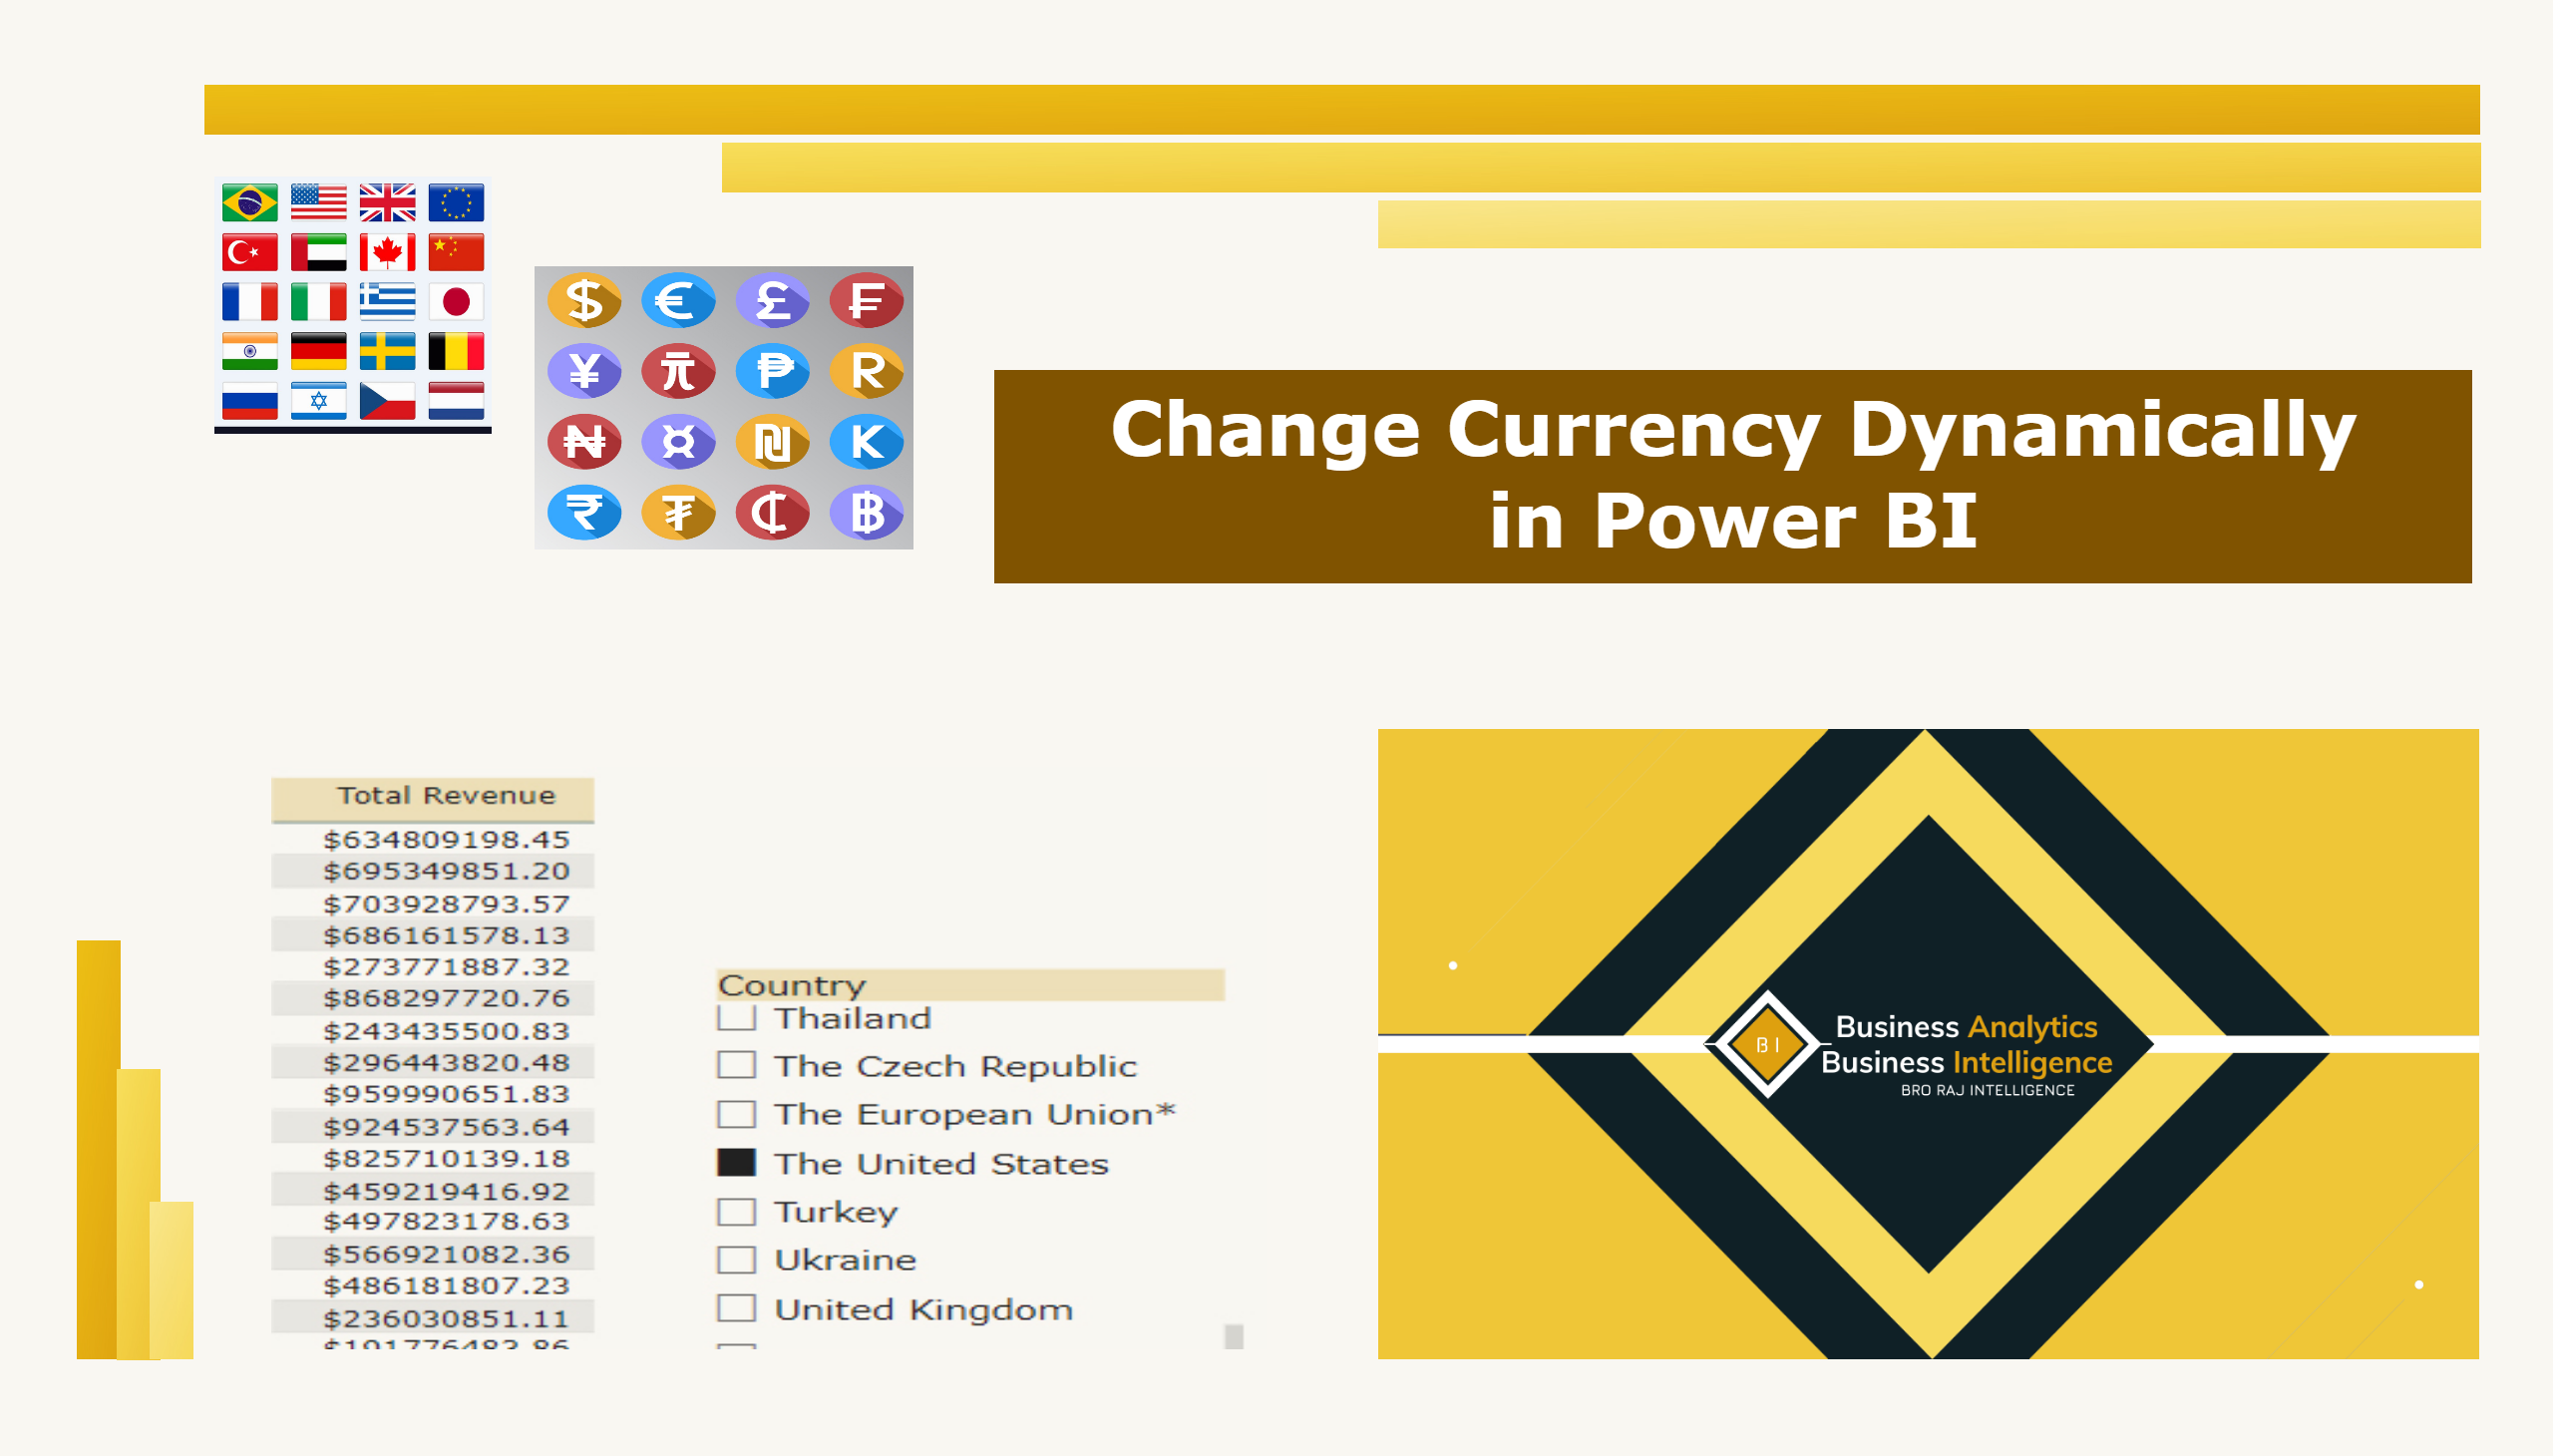 $ € £ ₣
¥ 元 ₱ R
₦ ¤ ₪ K
₹ ₮ ₵ ฿
Change Currency Dynamically
in Power BI
Total Revenue
$634809198.45
$695349851.20
$703928793.57
$686161578.13
$273771887.32
$868297720.76
$243435500.83
$296443820.48
$959990651.83
$924537563.64
$825710139.18
$459219416.92
$497823178.63
$566921082.36
$486181807.23
$236030851.11
Country
Thailand
The Czech Republic
The European Union*
The United States
Turkey
Ukraine
United Kingdom
BI
Business Analytics
Business Intelligence
BRO RAJ INTELLIGENCE